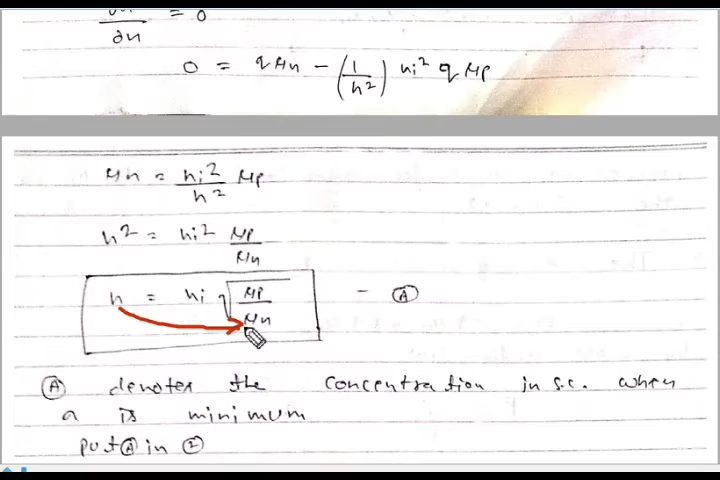 ∂n = 0
0 = qμn - (1/n²) ni² q μp
μn = ni²/n² μp
n² = ni² μp/μn
n = ni √(μp/μn) - Ⓐ
Ⓐ denotes the concentration in s.c. when
σ is minimum
put Ⓐ in ②